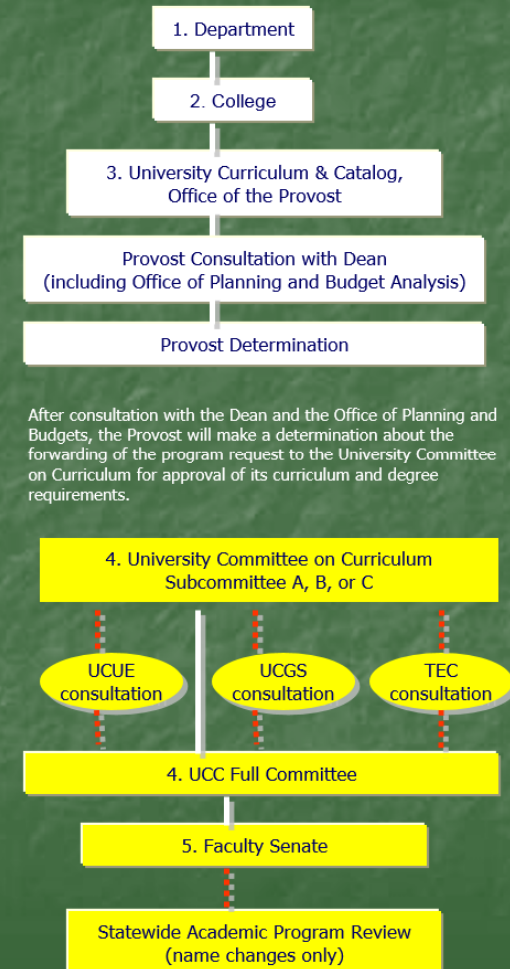 1. Department
2. College
3. University Curriculum & Catalog,
Office of the Provost
Provost Consultation with Dean
(including Office of Planning and Budget Analysis)
Provost Determination
After consultation with the Dean and the Office of Planning and
Budgets, the Provost will make a determination about the
forwarding of the program request to the University Committee
on Curriculum for approval of its curriculum and degree
requirements.
4. University Committee on Curriculum
Subcommittee A, B, or C
UCUE
consultation
UCGS
consultation
TEC
consultation
4. UCC Full Committee
5. Faculty Senate
Statewide Academic Program Review
(name changes only)